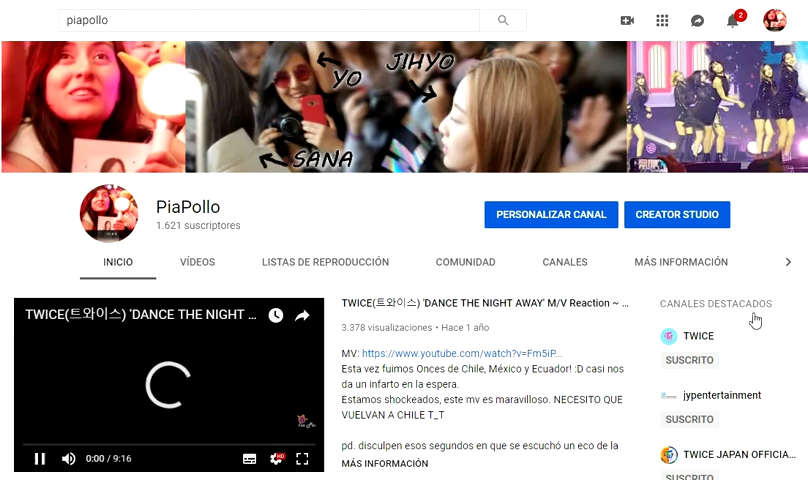 piapollo
2
YO
JIHYO
SANA
PiaPollo
1.621 suscriptores
PERSONALIZAR CANAL
CREATOR STUDIO
INICIO
VÍDEOS
LISTAS DE REPRODUCCIÓN
COMUNIDAD
CANALES
MÁS INFORMACIÓN
TWICE(트와이스) 'DANCE THE NIGHT ...
0:00 / 9:16
HD
TWICE(트와이스) 'DANCE THE NIGHT AWAY' M/V Reaction ~ ...
3.378 visualizaciones • Hace 1 año
MV: https://www.youtube.com/watch?v=Fm5iP...
Esta vez fuimos Onces de Chile, México y Ecuador! :D casi nos
da un infarto en la espera.
Estamos shockeados, este mv es maravilloso. NECESITO QUE
VUELVAN A CHILE T_T
pd. disculpen esos segundos en que se escuchó un eco de la
MÁS INFORMACIÓN
CANALES DESTACADOS
TWICE
SUSCRITO
jypentertainment
SUSCRITO
TWICE JAPAN OFFICIA...
SUSCRITO